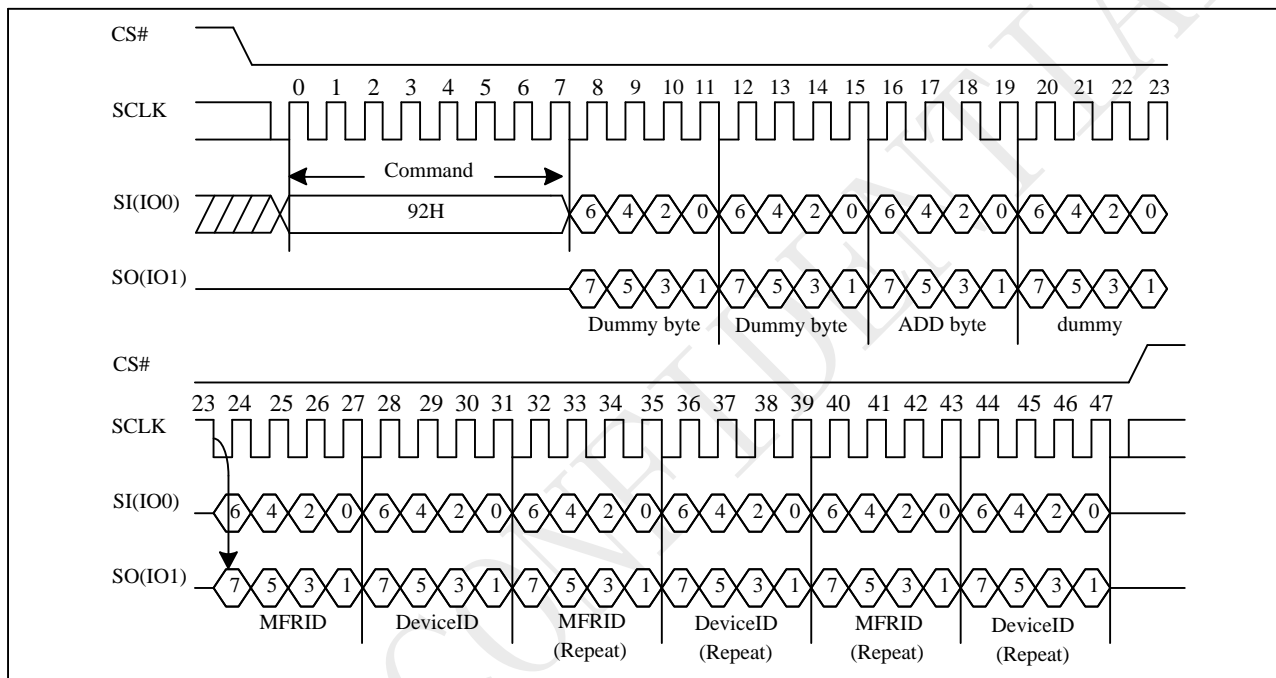 CS#
0 1 2 3 4 5 6 7 8 9 10 11 12 13 14 15 16 17 18 19 20 21 22 23
SCLK
Command
SI(IO0)
92H
6 4 2 0 6 4 2 0 6 4 2 0 6 4 2 0
SO(IO1)
7 5 3 1 7 5 3 1 7 5 3 1 7 5 3 1
Dummy byte Dummy byte ADD byte dummy
CS#
23 24 25 26 27 28 29 30 31 32 33 34 35 36 37 38 39 40 41 42 43 44 45 46 47
SCLK
SI(IO0)
6 4 2 0 6 4 2 0 6 4 2 0 6 4 2 0 6 4 2 0 6 4 2 0
SO(IO1)
7 5 3 1 7 5 3 1 7 5 3 1 7 5 3 1 7 5 3 1 7 5 3 1
MFRID DeviceID MFRID DeviceID MFRID DeviceID
(Repeat) (Repeat) (Repeat) (Repeat)
CONFIDENTIA